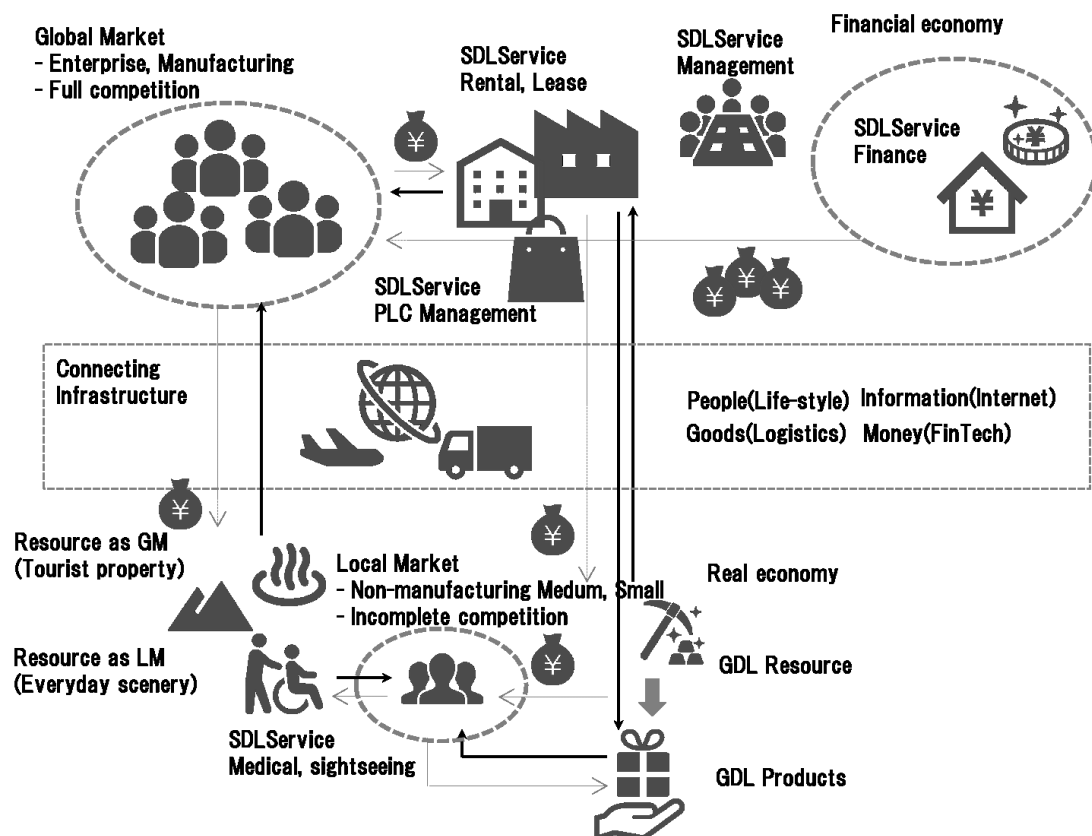 Global Market
- Enterprise, Manufacturing
- Full competition
SDLService
Rental, Lease
SDLService
Management
Financial economy
SDLService
Finance
¥
¥
¥
SDLService
PLC Management
¥
¥
¥
Connecting
Infrastructure
People(Life-style) Information(Internet)
Goods(Logistics) Money(FinTech)
¥
¥
Resource as GM
(Tourist property)
Local Market
- Non-manufacturing Medum, Small
- Incomplete competition
Real economy
Resource as LM
(Everyday scenery)
¥
GDL Resource
SDLService
Medical, sightseeing
GDL Products